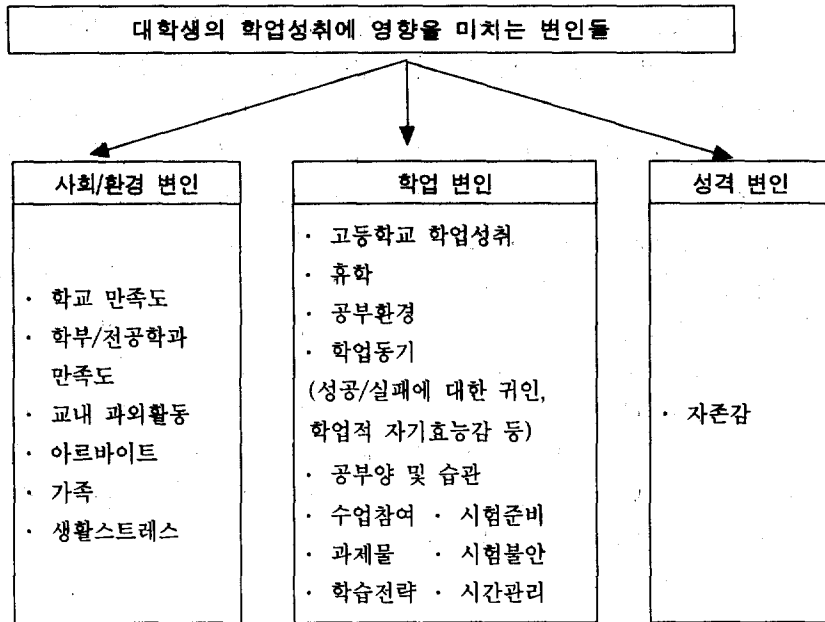 대학생의 학업성취에 영향을 미치는 변인들
사회/환경 변인
· 학교 만족도
· 학부/전공학과
만족도
· 교내 과외활동
· 아르바이트
· 가족
· 생활스트레스
학업 변인
· 고등학교 학업성취
· 휴학
· 공부환경
· 학업동기
(성공/실패에 대한 귀인,
학업적 자기효능감 등)
· 공부양 및 습관
· 수업참여 · 시험준비
· 과제물 · 시험불안
· 학습전략 · 시간관리
성격 변인
· 자존감